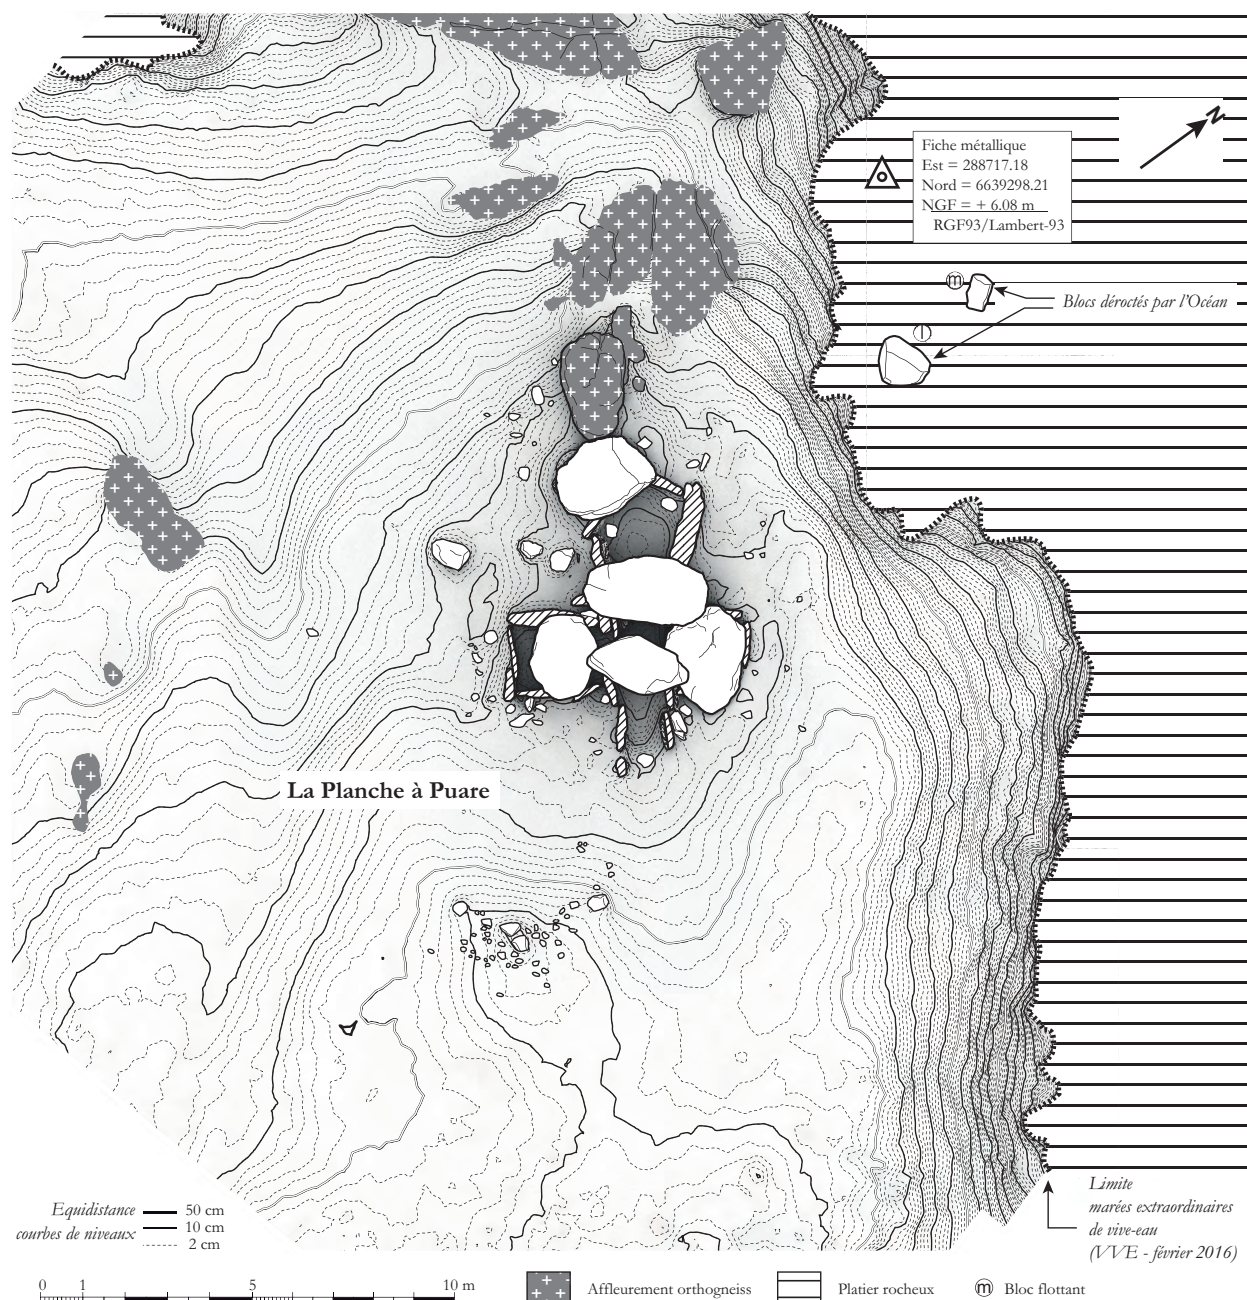 N
Fiche métallique
Est = 288717.18
Nord = 6639298.21
NGF = + 6.08 m
RGF93/Lambert-93
m
Blocs déroctés par l'Océan
l
La Planche à Puare
Limite
marées extraordinaires
de vive-eau
(VVE - février 2016)
Equidistance
courbes de niveaux
50 cm
10 cm
2 cm
0 1 5 10 m
Affleurement orthogneiss
Platier rocheux
m Bloc flottant